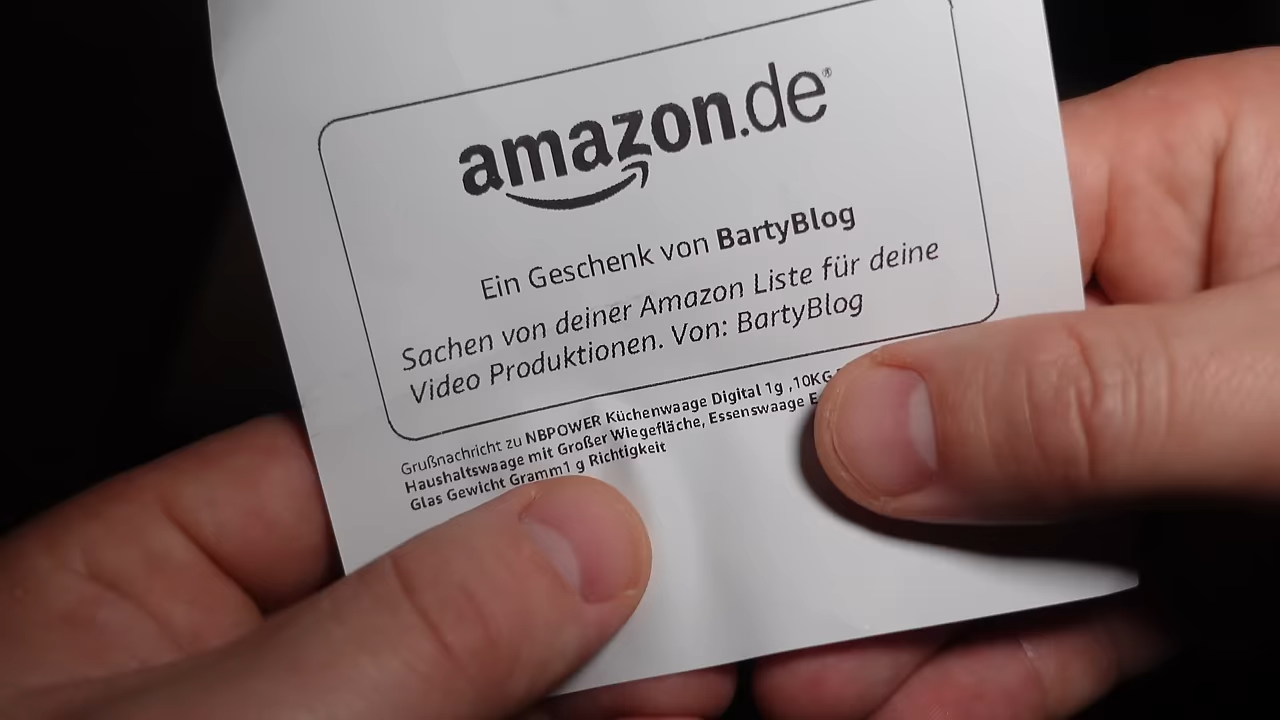 amazon.de®
Ein Geschenk von BartyBlog
Sachen von deiner Amazon Liste für deine
Video Produktionen. Von: BartyBlog
Grußnachricht zu NBPOWER Küchenwaage Digital 1g ,10KG
Haushaltswaage mit Großer Wiegefläche, Essenswaage
Glas Gewicht Gramm1 g Richtigkeit